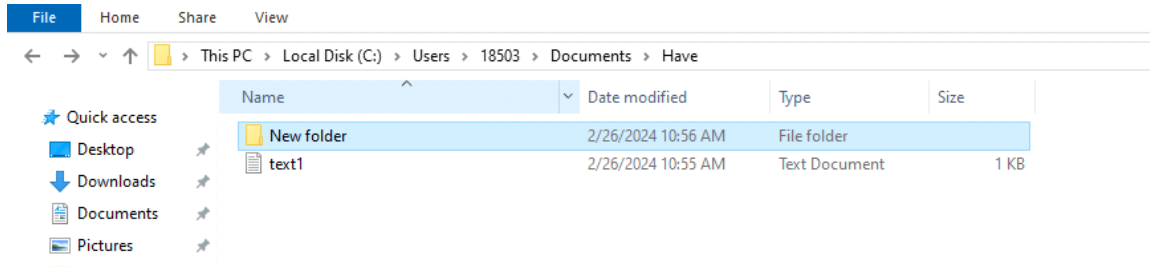 File Home Share View
This PC > Local Disk (C:) > Users > 18503 > Documents > Have
Name Date modified Type Size
Quick access
New folder 2/26/2024 10:56 AM File folder
Desktop
text1 2/26/2024 10:55 AM Text Document 1 KB
Downloads
Documents
Pictures